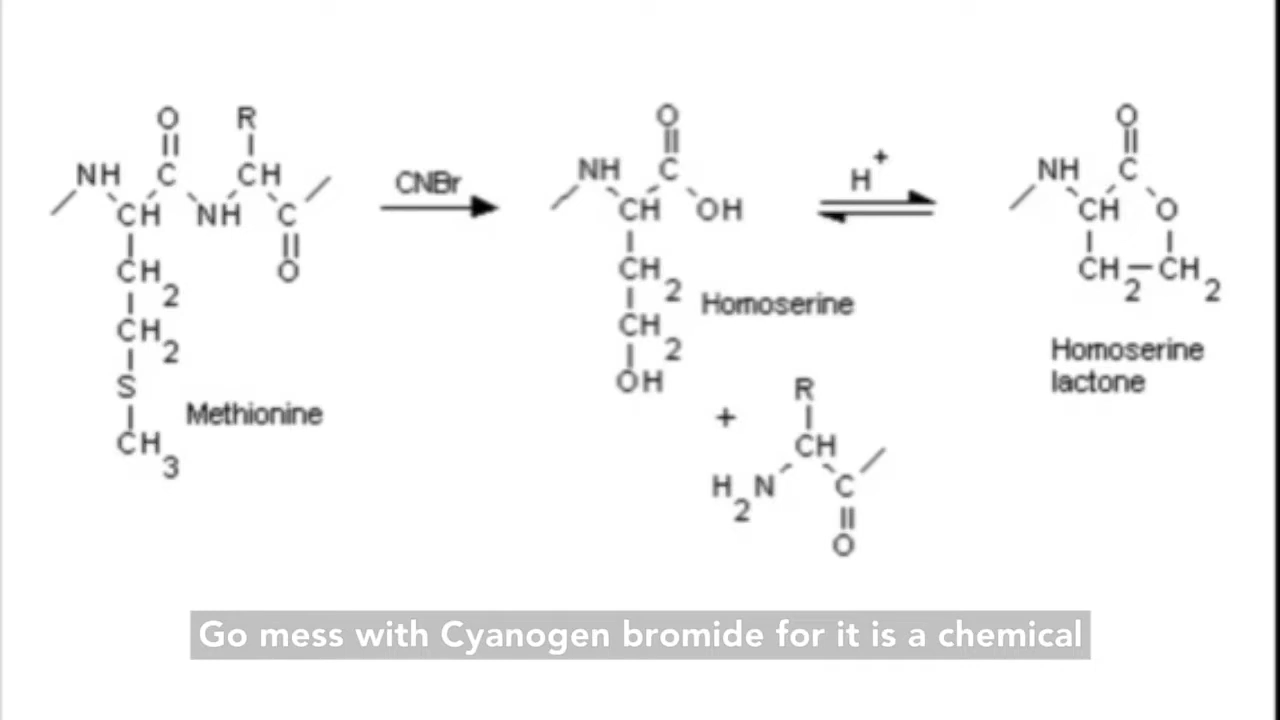 O R
NH C CH
CH NH C
CH2 O
CH2
S
CH3
Methionine
CNBr
O
NH C
CH OH
CH2
CH2
OH
Homoserine
+
R
CH
H2N C
O
H+
O
NH C
CH O
CH2 CH2
Homoserine
lactone
Go mess with Cyanogen bromide for it is a chemical